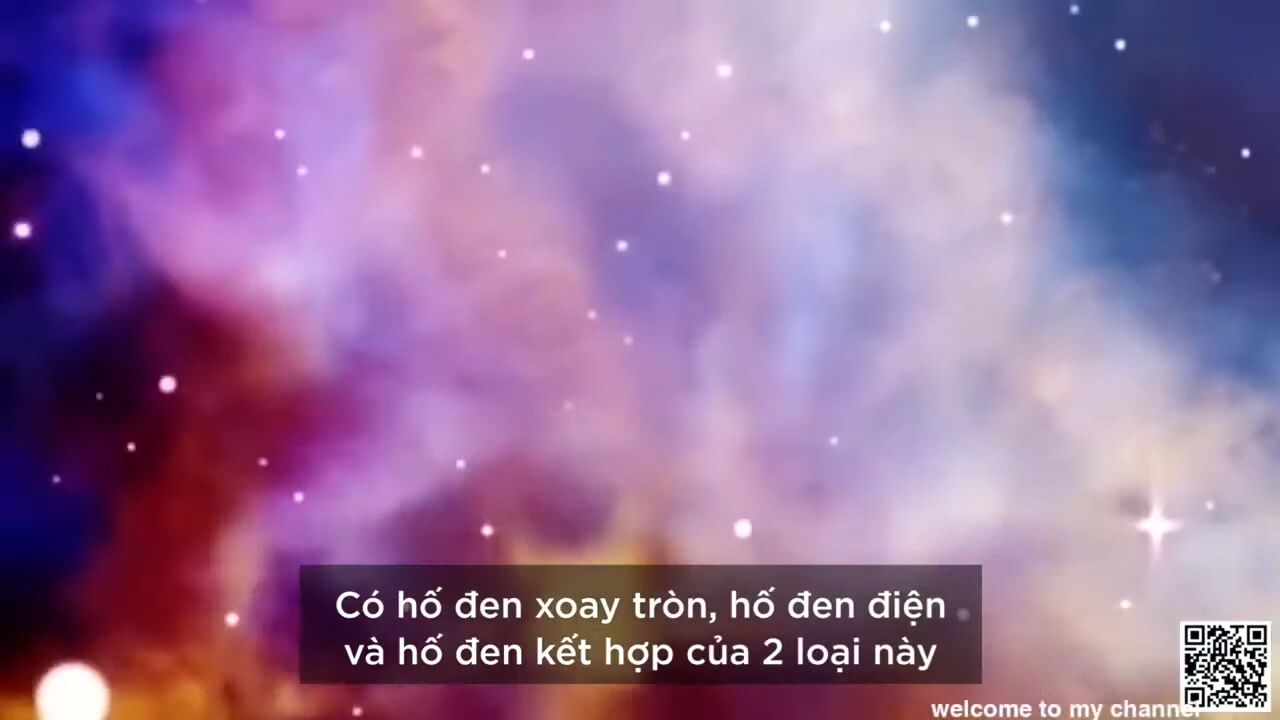 Có hố đen xoay tròn, hố đen điện
và hố đen kết hợp của 2 loại này
welcome to my channel